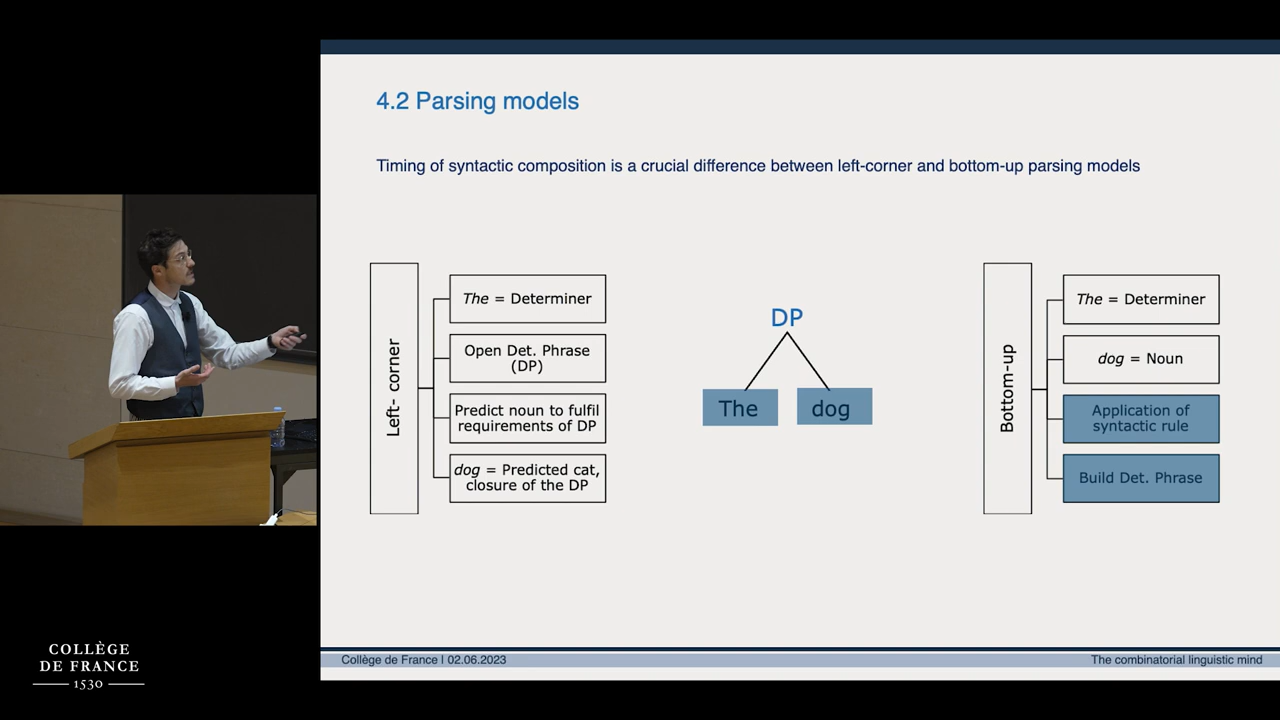 4.2 Parsing models
Timing of syntactic composition is a crucial difference between left-corner and bottom-up parsing models
Left- corner
The = Determiner
Open Det. Phrase
(DP)
Predict noun to fulfil
requirements of DP
dog = Predicted cat,
closure of the DP
DP
The
dog
Bottom-up
The = Determiner
dog = Noun
Application of
syntactic rule
Build Det. Phrase
COLLÈGE
DE FRANCE
1530
Collège de France I 02.06.2023
The combinatorial linguistic mind